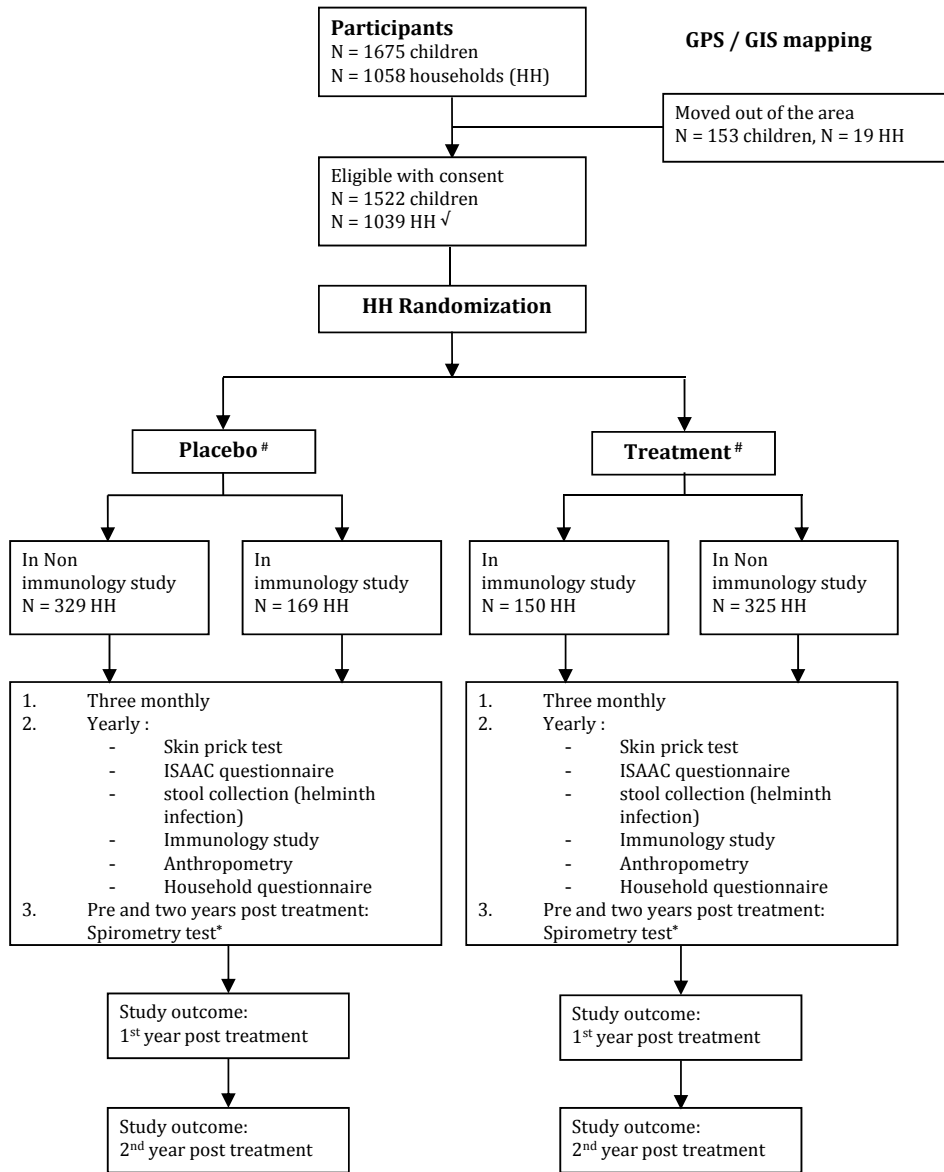 Participants
N = 1675 children
N = 1058 households (HH)
GPS / GIS mapping
Moved out of the area
N = 153 children, N = 19 HH
Eligible with consent
N = 1522 children
N = 1039 HH √
HH Randomization
Placebo #
Treatment #
In Non
immunology study
N = 329 HH
In
immunology study
N = 169 HH
In
immunology study
N = 150 HH
In Non
immunology study
N = 325 HH
1. Three monthly
2. Yearly :
- Skin prick test
- ISAAC questionnaire
- stool collection (helminth
infection)
- Immunology study
- Anthropometry
- Household questionnaire
3. Pre and two years post treatment:
Spirometry test*
1. Three monthly
2. Yearly :
- Skin prick test
- ISAAC questionnaire
- stool collection (helminth
infection)
- Immunology study
- Anthropometry
- Household questionnaire
3. Pre and two years post treatment:
Spirometry test*
Study outcome:
1st year post treatment
Study outcome:
1st year post treatment
Study outcome:
2nd year post treatment
Study outcome:
2nd year post treatment